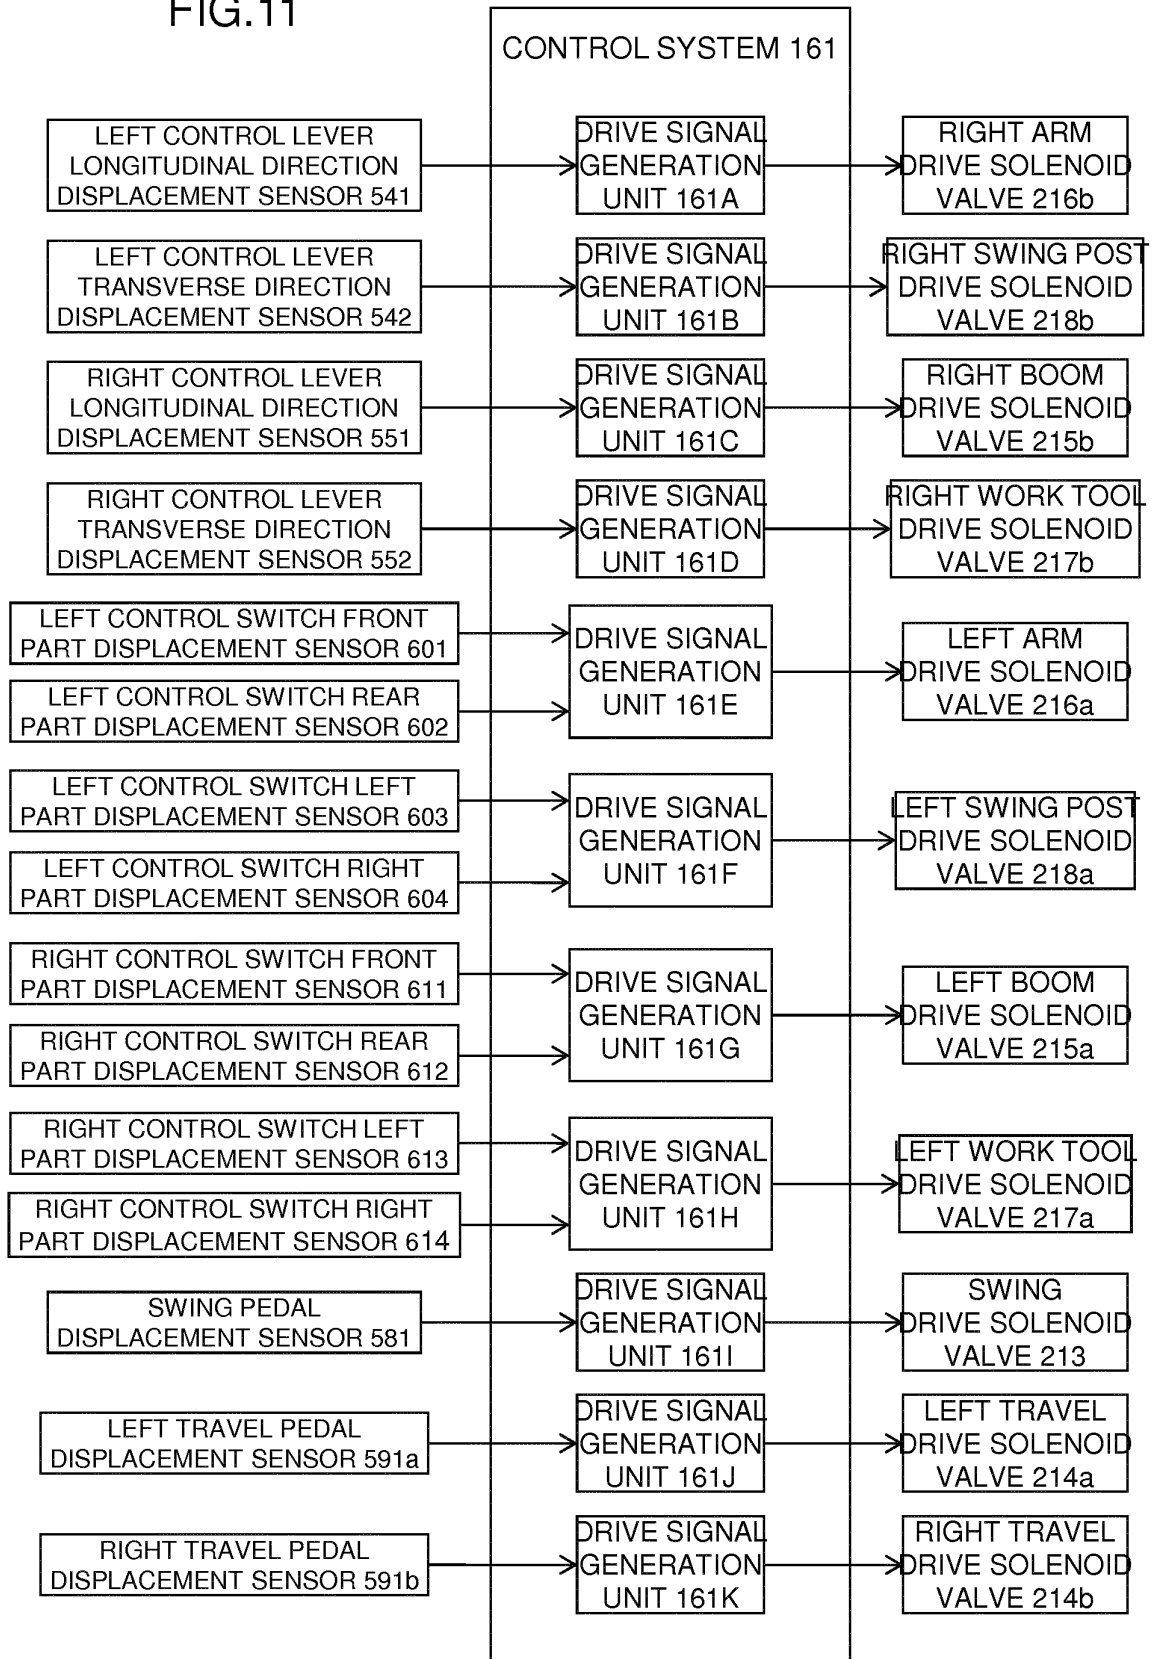 FIG.11
CONTROL SYSTEM 161
LEFT CONTROL LEVER
LONGITUDINAL DIRECTION
DISPLACEMENT SENSOR 541
DRIVE SIGNAL
GENERATION
UNIT 161A
RIGHT ARM
DRIVE SOLENOID
VALVE 216b
LEFT CONTROL LEVER
TRANSVERSE DIRECTION
DISPLACEMENT SENSOR 542
DRIVE SIGNAL
GENERATION
UNIT 161B
RIGHT SWING POST
DRIVE SOLENOID
VALVE 218b
RIGHT CONTROL LEVER
LONGITUDINAL DIRECTION
DISPLACEMENT SENSOR 551
DRIVE SIGNAL
GENERATION
UNIT 161C
RIGHT BOOM
DRIVE SOLENOID
VALVE 215b
RIGHT CONTROL LEVER
TRANSVERSE DIRECTION
DISPLACEMENT SENSOR 552
DRIVE SIGNAL
GENERATION
UNIT 161D
RIGHT WORK TOOL
DRIVE SOLENOID
VALVE 217b
LEFT CONTROL SWITCH FRONT
PART DISPLACEMENT SENSOR 601
LEFT CONTROL SWITCH REAR
PART DISPLACEMENT SENSOR 602
DRIVE SIGNAL
GENERATION
UNIT 161E
LEFT ARM
DRIVE SOLENOID
VALVE 216a
LEFT CONTROL SWITCH LEFT
PART DISPLACEMENT SENSOR 603
LEFT CONTROL SWITCH RIGHT
PART DISPLACEMENT SENSOR 604
DRIVE SIGNAL
GENERATION
UNIT 161F
LEFT SWING POST
DRIVE SOLENOID
VALVE 218a
RIGHT CONTROL SWITCH FRONT
PART DISPLACEMENT SENSOR 611
RIGHT CONTROL SWITCH REAR
PART DISPLACEMENT SENSOR 612
DRIVE SIGNAL
GENERATION
UNIT 161G
LEFT BOOM
DRIVE SOLENOID
VALVE 215a
RIGHT CONTROL SWITCH LEFT
PART DISPLACEMENT SENSOR 613
RIGHT CONTROL SWITCH RIGHT
PART DISPLACEMENT SENSOR 614
DRIVE SIGNAL
GENERATION
UNIT 161H
LEFT WORK TOOL
DRIVE SOLENOID
VALVE 217a
SWING PEDAL
DISPLACEMENT SENSOR 581
DRIVE SIGNAL
GENERATION
UNIT 161I
SWING
DRIVE SOLENOID
VALVE 213
LEFT TRAVEL PEDAL
DISPLACEMENT SENSOR 591a
DRIVE SIGNAL
GENERATION
UNIT 161J
LEFT TRAVEL
DRIVE SOLENOID
VALVE 214a
RIGHT TRAVEL PEDAL
DISPLACEMENT SENSOR 591b
DRIVE SIGNAL
GENERATION
UNIT 161K
RIGHT TRAVEL
DRIVE SOLENOID
VALVE 214b